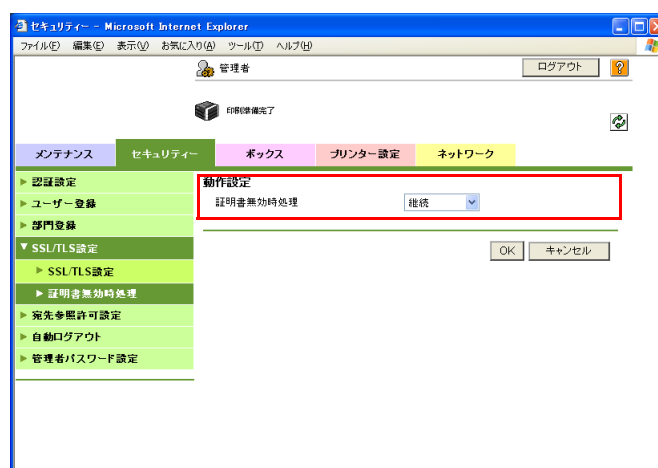 セキュリティー - Microsoft Internet Explorer
ファイル(F) 編集(E) 表示(V) お気に入り(A) ツール(T) ヘルプ(H)
管理者 ログアウト ?
印刷準備完了
メンテナンス セキュリティー ボックス プリンター設定 ネットワーク
認証設定
ユーザー登録
部門登録
SSL/TLS設定
SSL/TLS設定
証明書無効時処理
宛先参照許可設定
自動ログアウト
管理者パスワード設定
動作設定
証明書無効時処理 継続
OK キャンセル